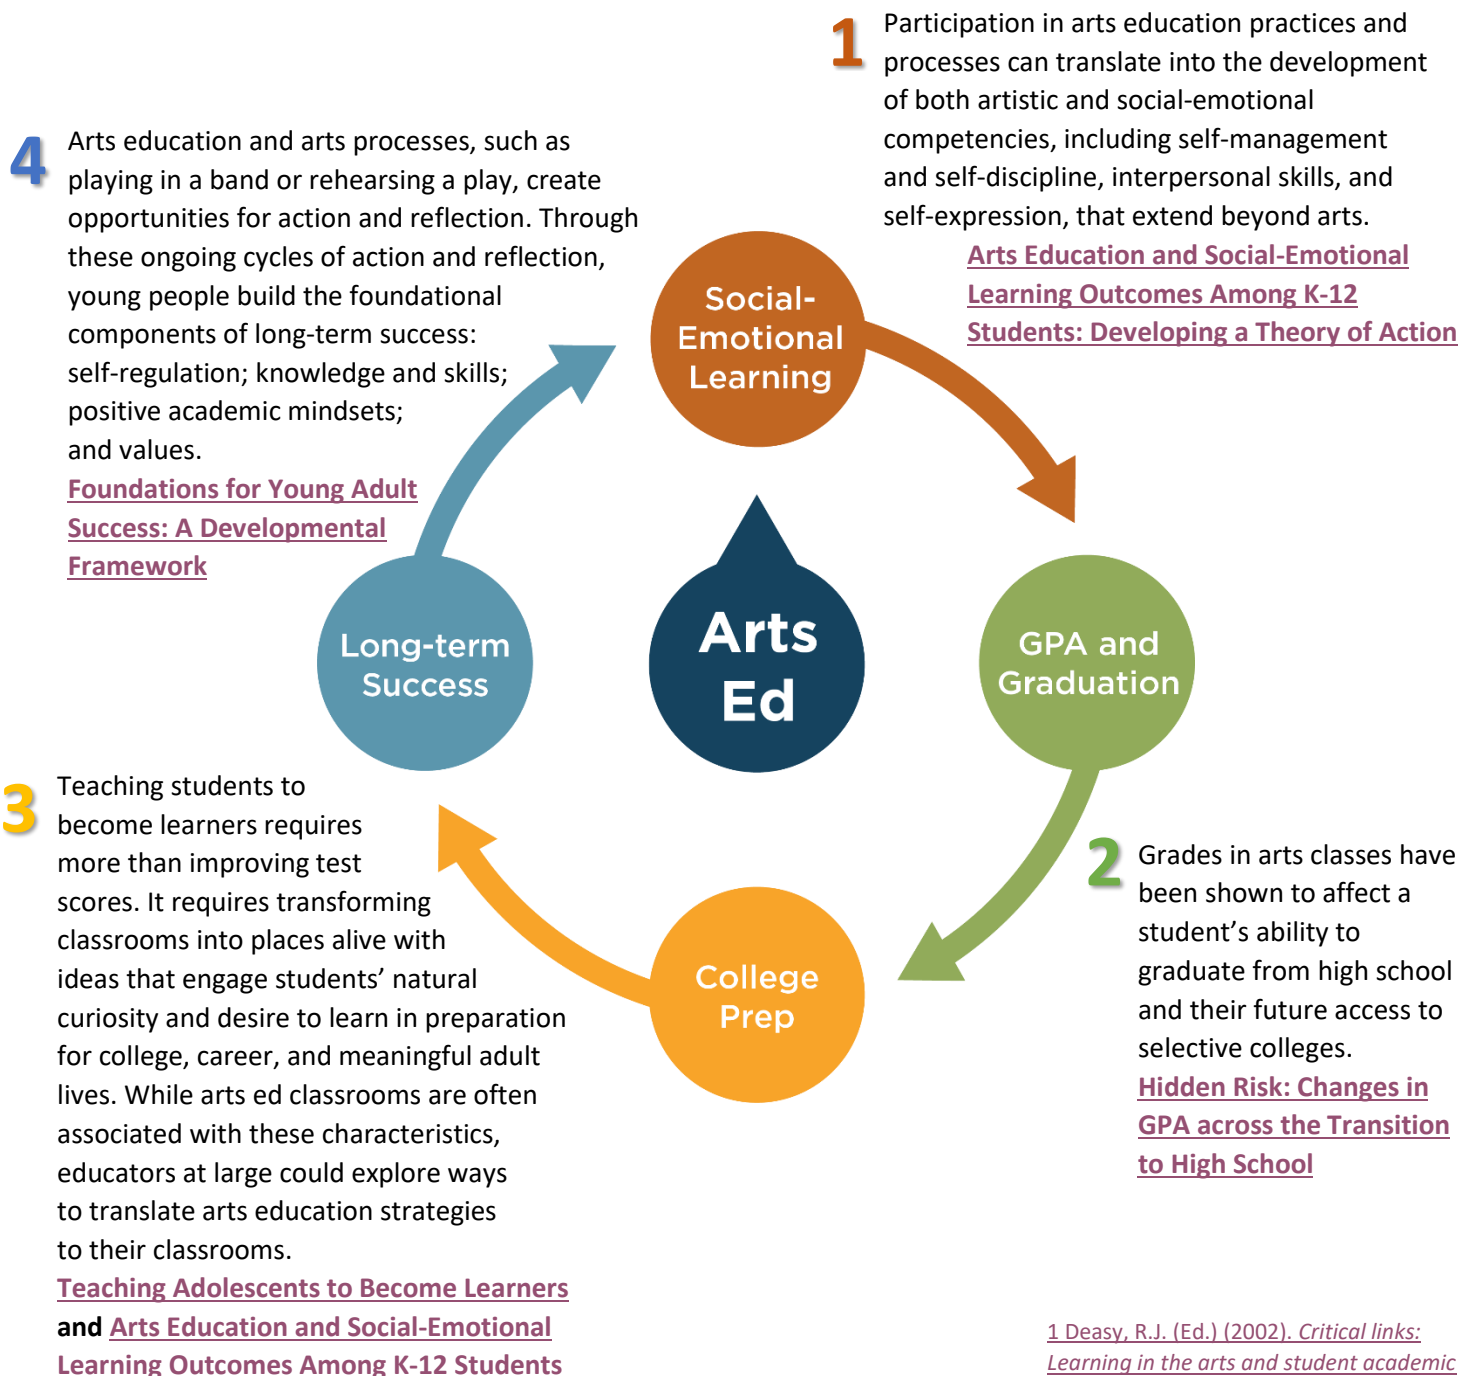 1
Participation in arts education practices and
processes can translate into the development
of both artistic and social-emotional
competencies, including self-management
and self-discipline, interpersonal skills, and
self-expression, that extend beyond arts.
Arts Education and Social-Emotional
Learning Outcomes Among K-12
Students: Developing a Theory of Action
4
Arts education and arts processes, such as
playing in a band or rehearsing a play, create
opportunities for action and reflection. Through
these ongoing cycles of action and reflection,
young people build the foundational
components of long-term success:
self-regulation; knowledge and skills;
positive academic mindsets;
and values.
Foundations for Young Adult
Success: A Developmental
Framework
Social-
Emotional
Learning
Long-term
Success
Arts
Ed
GPA and
Graduation
College
Prep
3
Teaching students to
become learners requires
more than improving test
scores. It requires transforming
classrooms into places alive with
ideas that engage students’ natural
curiosity and desire to learn in preparation
for college, career, and meaningful adult
lives. While arts ed classrooms are often
associated with these characteristics,
educators at large could explore ways
to translate arts education strategies
to their classrooms.
Teaching Adolescents to Become Learners
and Arts Education and Social-Emotional
Learning Outcomes Among K-12 Students
2
Grades in arts classes have
been shown to affect a
student’s ability to
graduate from high school
and their future access to
selective colleges.
Hidden Risk: Changes in
GPA across the Transition
to High School
1 Deasy, R.J. (Ed.) (2002). Critical links:
Learning in the arts and student academic